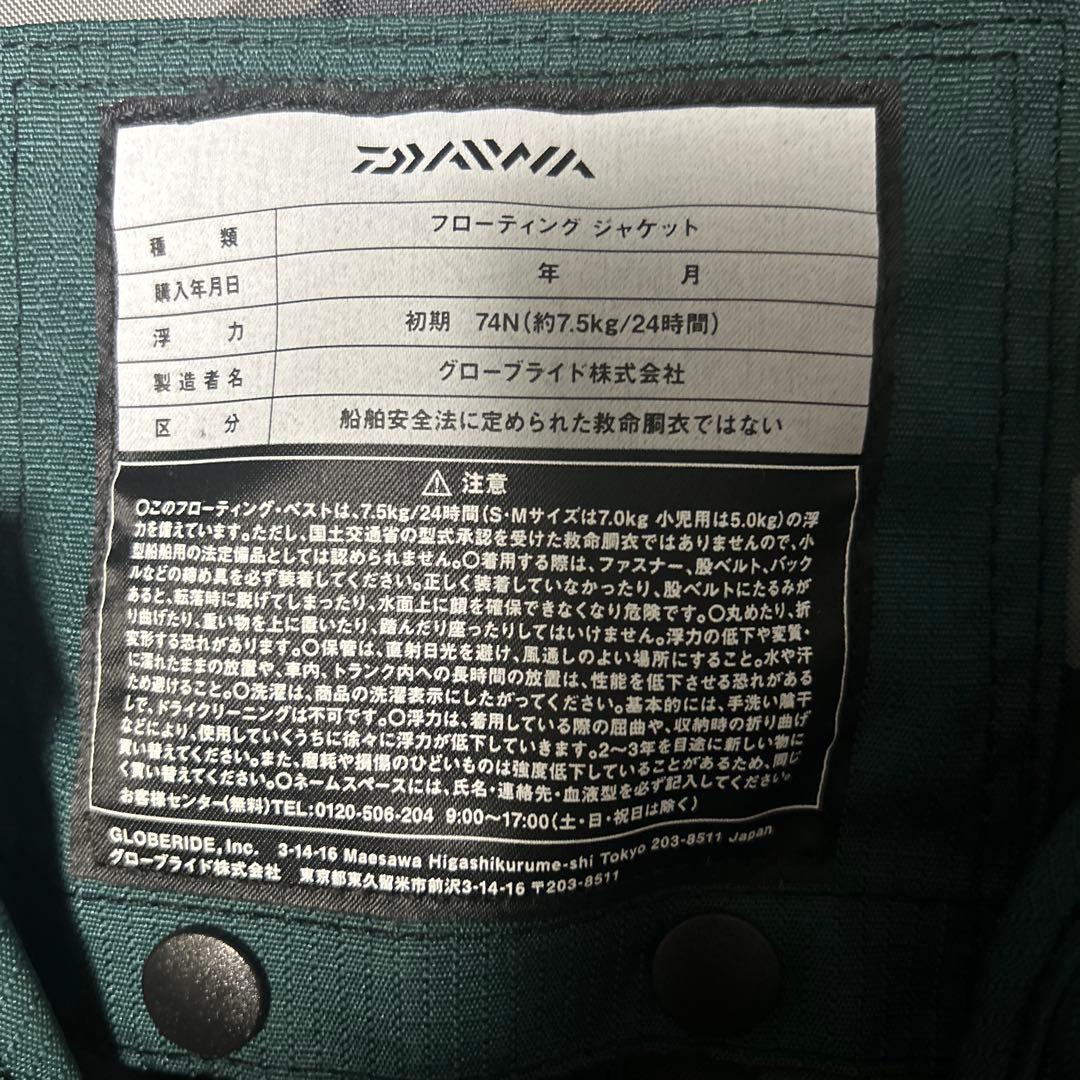 DAIWA
種類 フローティング ジャケット
購入年月日 年 月
浮力 初期 74N(約7.5kg/24時間)
製造者名 グローブライド株式会社
区分 船舶安全法に定められた救命胴衣ではない
⚠ 注意
○このフローティング・ベストは、7.5kg/24時間(S・Mサイズは7.0kg 小児用は5.0kg)の浮
力を備えています。ただし、国土交通省の型式承認を受けた救命胴衣ではありませんので、小
型船舶用の法定備品としては認められません。○着用する際は、ファスナー、股ベルト、バック
ルなどの締め具を必ず装着してください。正しく装着していなかったり、股ベルトにたるみが
あると、転落時に脱げてしまったり、水面上に顔を確保できなくなり危険です。○丸めたり、折
り曲げたり、重い物を上に置いたり、踏んだり座ったりしてはいけません。浮力の低下や変質・
変形する恐れがあります。○保管は、直射日光を避け、風通しのよい場所にすること。水や汗
に濡れたままの放置や、車内、トランク内への長時間の放置は、性能を低下させる恐れがある
ため避けること。○洗濯は、商品の洗濯表示にしたがってください。基本的には、手洗い陰干
して、ドライクリーニングは不可です。○浮力は、着用している際の屈曲や、収納時の折り曲げ
などにより、使用していくうちに徐々に浮力が低下していきます。2〜3年を目途に新しい物に
買い替えてください。また、磨耗や損傷のひどいものは強度低下していることがあるため、同じ
く買い替えてください。○ネームスペースには、氏名・連絡先・血液型を必ず記入してください。
お客様センター(無料)TEL:0120-506-204 9:00〜17:00(土・日・祝日は除く)
GLOBERIDE, Inc. 3-14-16 Maesawa Higashikurume-shi Tokyo 203-8511 Japan
グローブライド株式会社 東京都東久留米市前沢3-14-16 〒203-8511